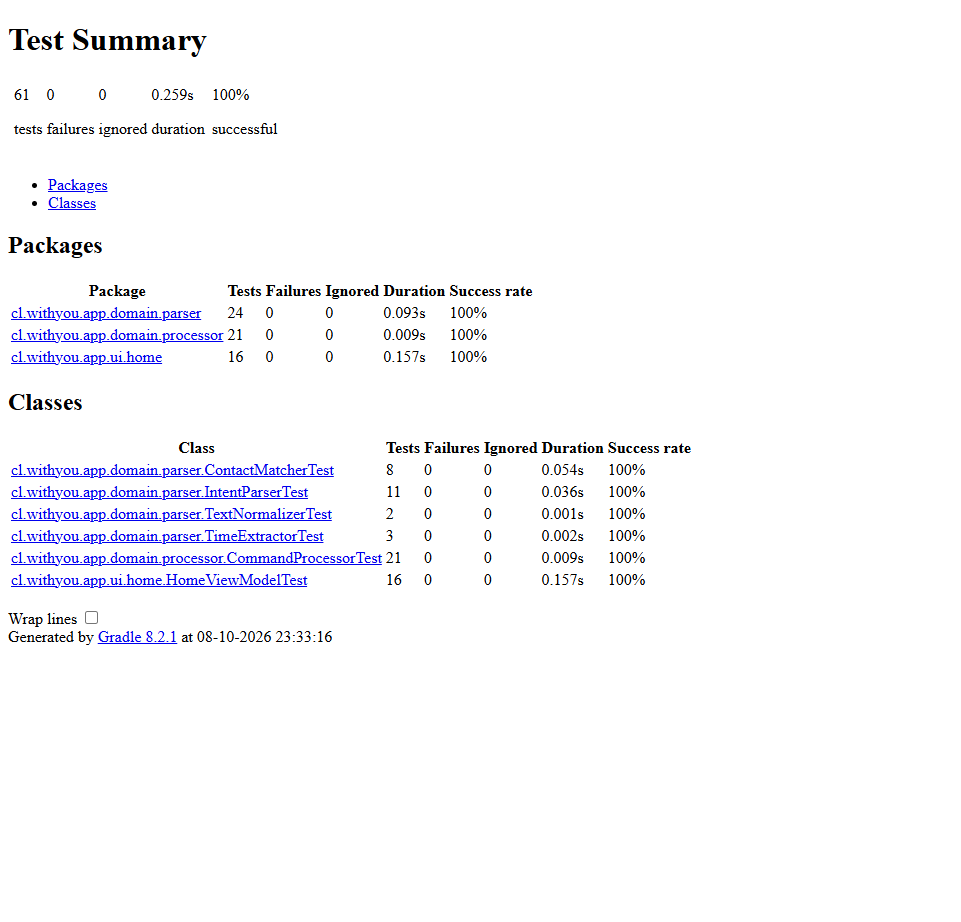 Test Summary
61 0 0 0.259s 100%
tests failures ignored duration successful
Packages
Classes
Packages
Package Tests Failures Ignored Duration Success rate
cl.withyou.app.domain.parser 24 0 0 0.093s 100%
cl.withyou.app.domain.processor 21 0 0 0.009s 100%
cl.withyou.app.ui.home 16 0 0 0.157s 100%
Classes
Class Tests Failures Ignored Duration Success rate
cl.withyou.app.domain.parser.ContactMatcherTest 8 0 0 0.054s 100%
cl.withyou.app.domain.parser.IntentParserTest 11 0 0 0.036s 100%
cl.withyou.app.domain.parser.TextNormalizerTest 2 0 0 0.001s 100%
cl.withyou.app.domain.parser.TimeExtractorTest 3 0 0 0.002s 100%
cl.withyou.app.domain.processor.CommandProcessorTest 21 0 0 0.009s 100%
cl.withyou.app.ui.home.HomeViewModelTest 16 0 0 0.157s 100%
Wrap lines
Generated by Gradle 8.2.1 at 08-10-2026 23:33:16